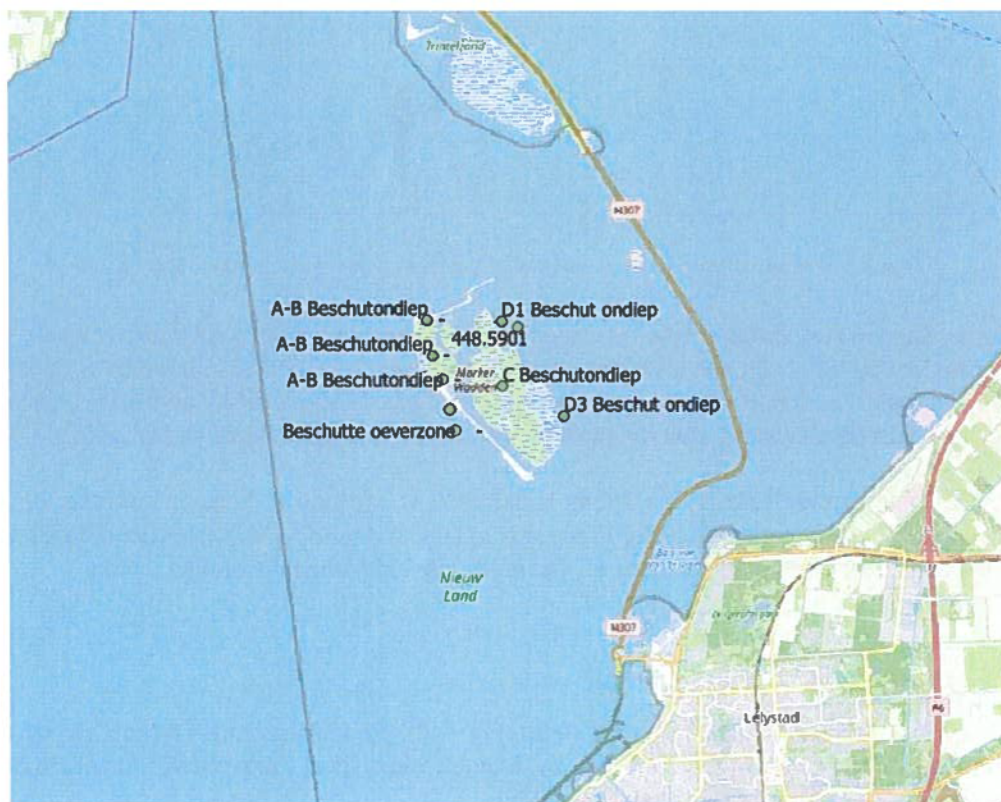 Trintelzand
N307
A-B Beschutondiep -
D1 Beschut ondiep
448.5901
A-B Beschutondiep -
A-B Beschutondiep -
Marker
Wadden
C Beschutondiep
D3 Beschut ondiep
Beschutte oeverzone -
Nieuw
Land
N307
Lelystad
A6